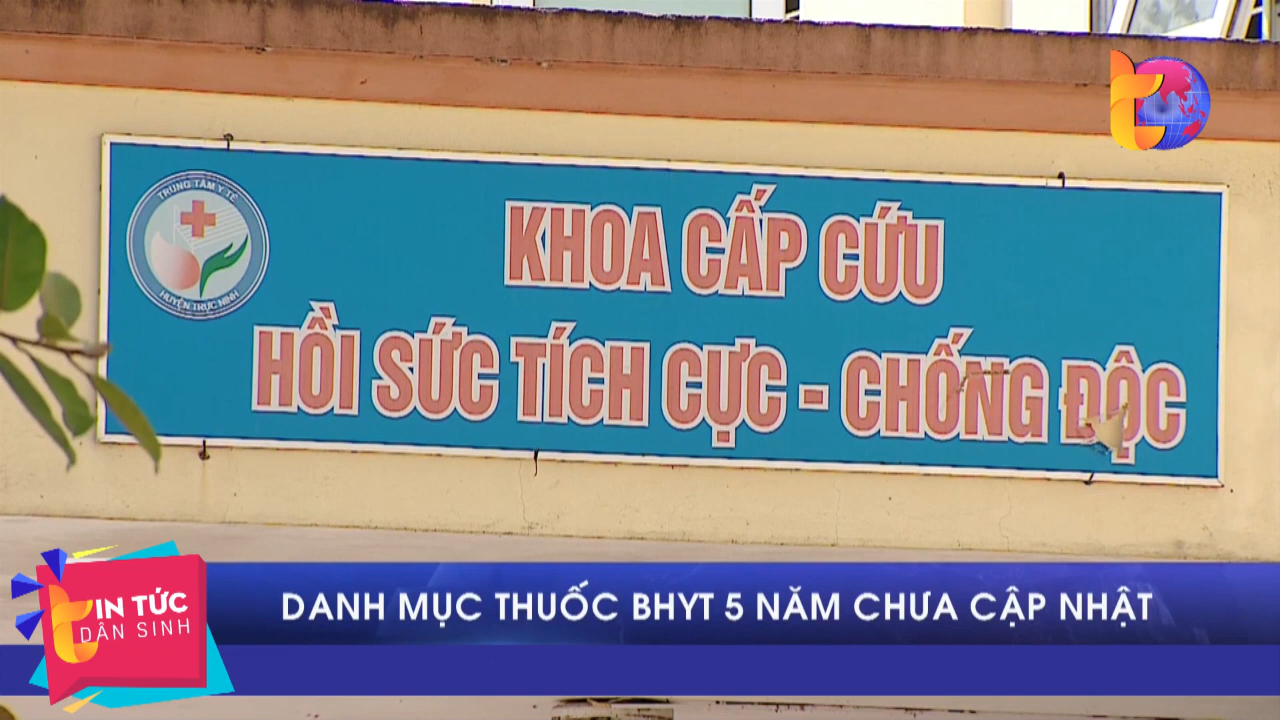 TRUNG TÂM Y TẾ
HUYỆN TRỰC NINH
KHOA CẤP CỨU
HỒI SỨC TÍCH CỰC - CHỐNG ĐỘC
TIN TỨC
DÂN SINH
DANH MỤC THUỐC BHYT 5 NĂM CHƯA CẬP NHẬT